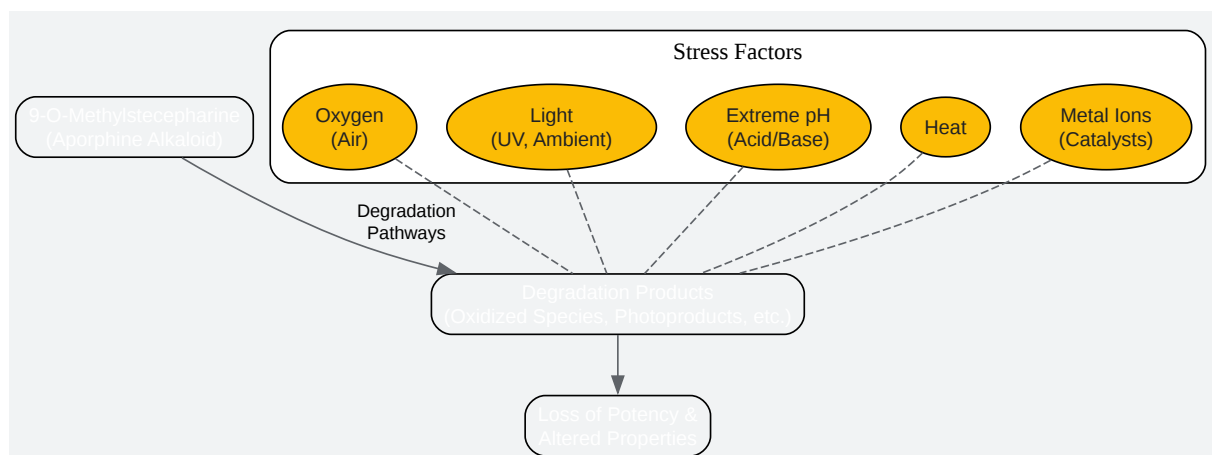 Stress Factors
9-O-Methylstecepharine
(Aporphine Alkaloid)
Oxygen
(Air)
Light
(UV, Ambient)
Extreme pH
(Acid/Base)
Heat
Metal Ions
(Catalysts)
Degradation
Pathways
Degradation Products
(Oxidized Species, Photoproducts, etc.)
Loss of Potency &
Altered Properties